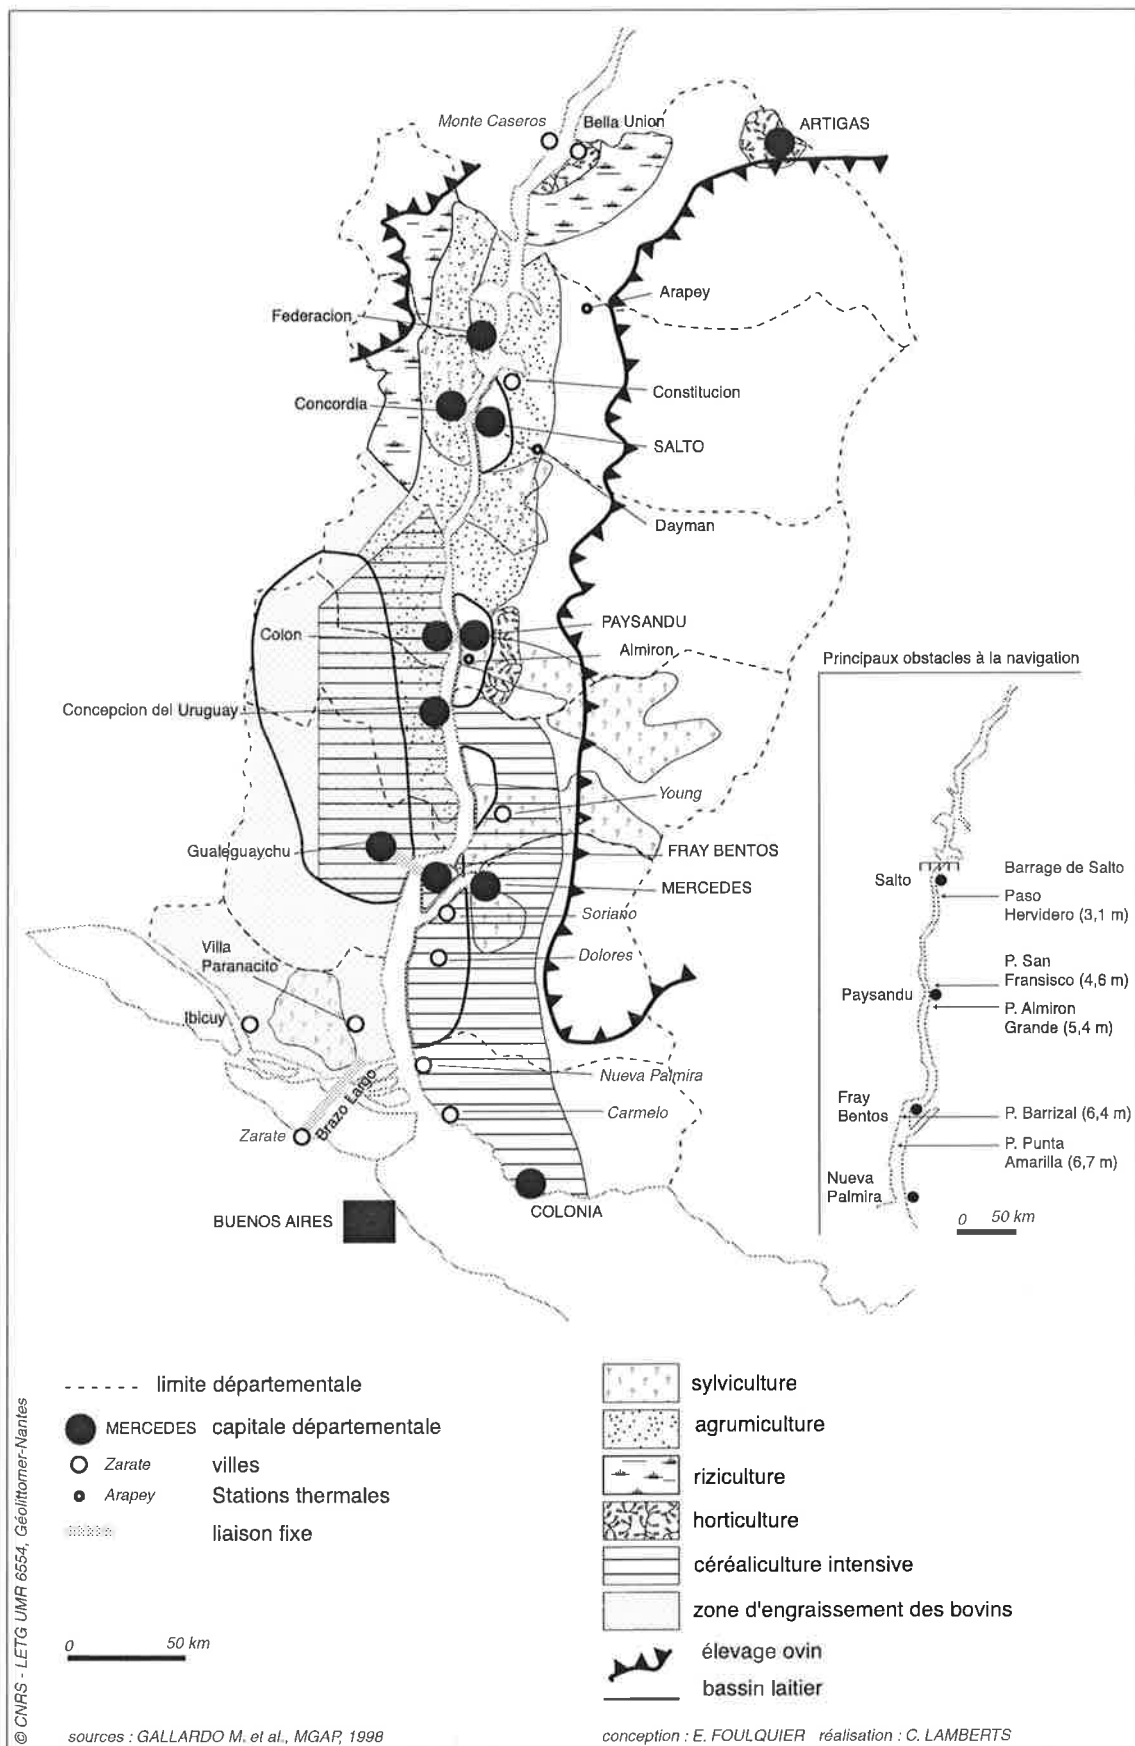 Monte Caseros
Bella Union
ARTIGAS
Arapey
Federacion
Constitucion
Concordia
SALTO
Dayman
PAYSANDU
Colon
Almiron
Concepcion del Uruguay
Young
Gualeguaychu
FRAY BENTOS
MERCEDES
Soriano
Villa
Paranacito
Dolores
Ibicuy
Nueva Palmira
Brazo Largo
Carmelo
Zarate
COLONIA
BUENOS AIRES
Principaux obstacles à la navigation
Salto
Barrage de Salto
Paso
Hervidero (3,1 m)
P. San
Fransisco (4,6 m)
Paysandu
P. Almiron
Grande (5,4 m)
Fray
Bentos
P. Barrizal (6,4 m)
P. Punta
Amarilla (6,7 m)
Nueva
Palmira
0 50 km
limite départementale
MERCEDES capitale départementale
Zarate villes
Arapey Stations thermales
liaison fixe
0 50 km
sylviculture
agrumiculture
riziculture
horticulture
céréaliculture intensive
zone d'engraissement des bovins
élevage ovin
bassin laitier
sources : GALLARDO M. et al., MGAP, 1998
conception : E. FOULQUIER réalisation : C. LAMBERTS
© CNRS - LETG UMR 6554, Géolittomer-Nantes